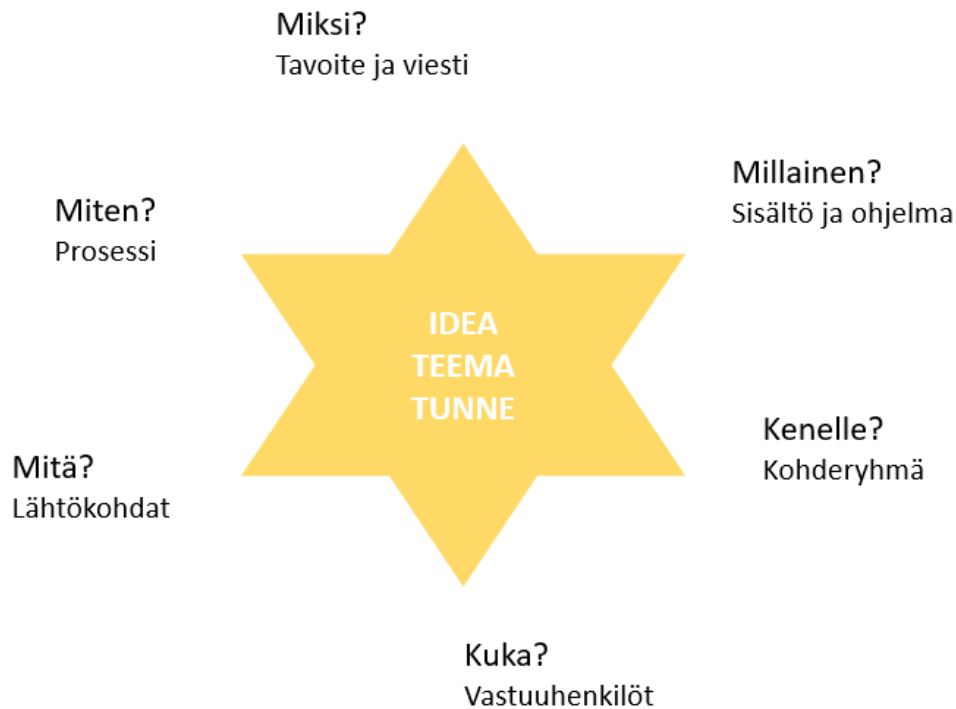 Miksi?
Tavoite ja viesti
Millainen?
Sisältö ja ohjelma
Miten?
Prosessi
IDEA
TEEMA
TUNNE
Kenelle?
Kohderyhmä
Mitä?
Lähtökohdat
Kuka?
Vastuuhenkilöt